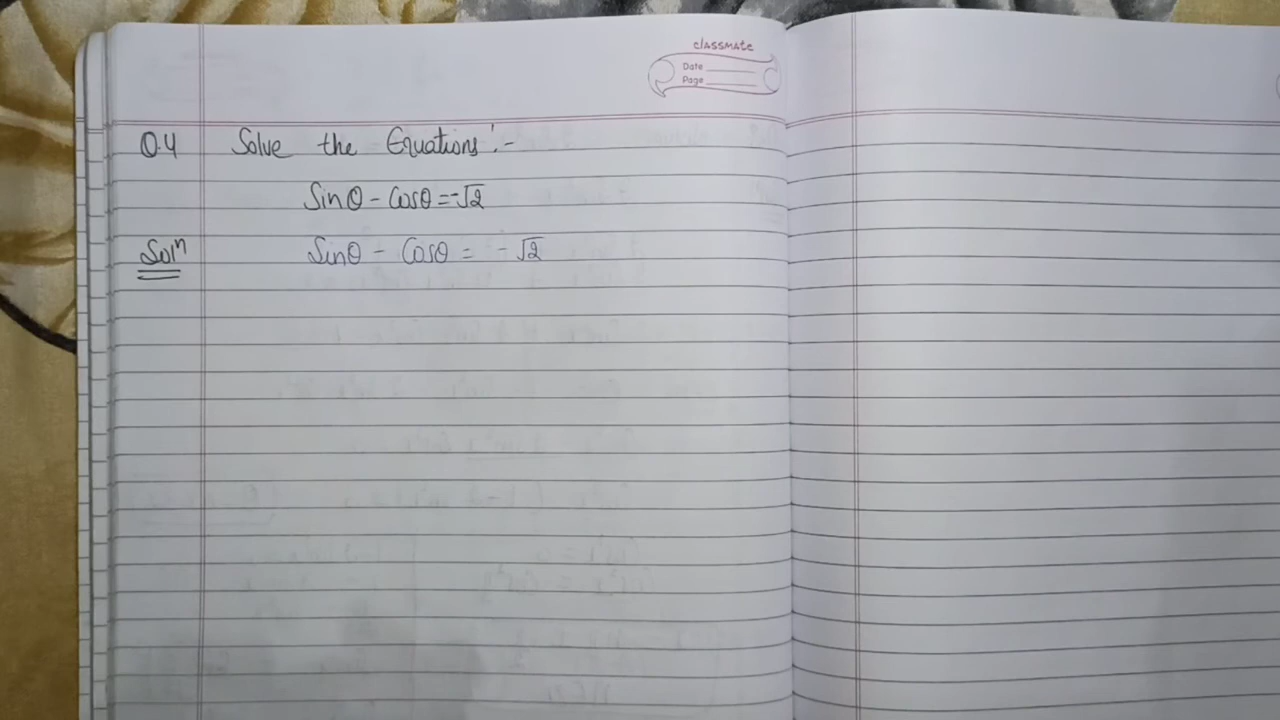 classmate
Date
Page
Q.4 Solve the Equations :-
Sinθ - Cosθ = -√2
Solⁿ Sinθ - Cosθ = - √2